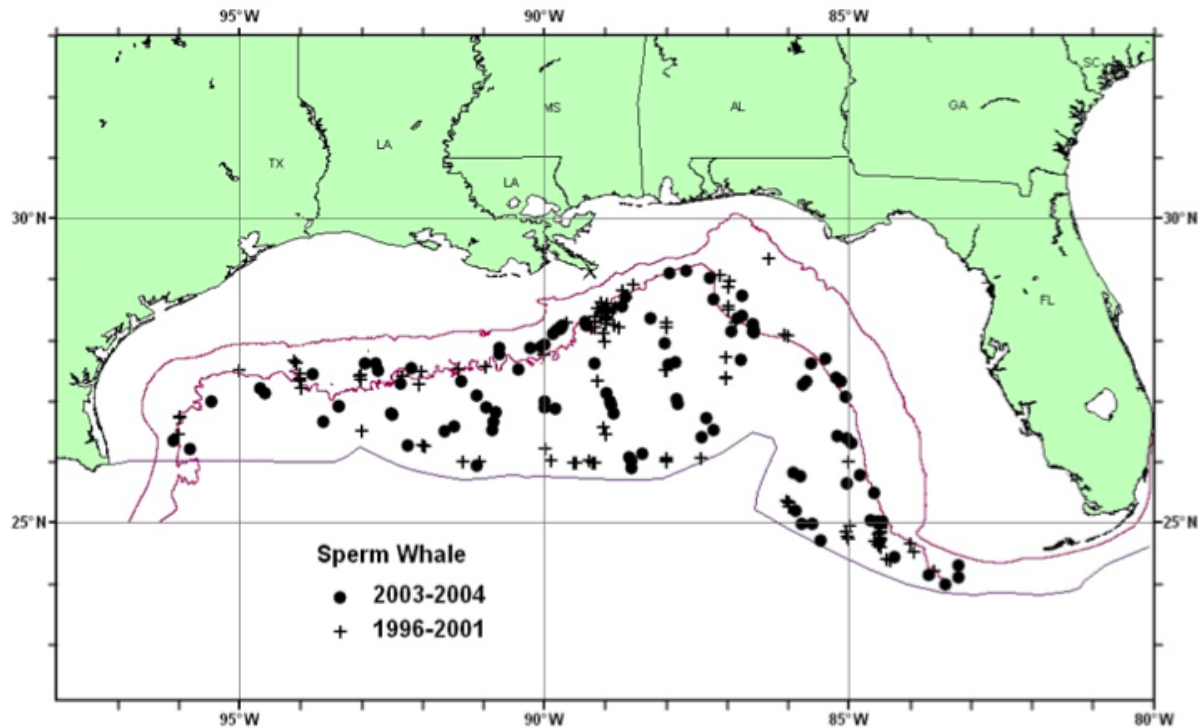 95°W 90°W 85°W
SC
MS AL GA
LA
TX
LA
30°N 30°N
FL
25°N 25°N
Sperm Whale
2003-2004
1996-2001
95°W 90°W 85°W 80°W